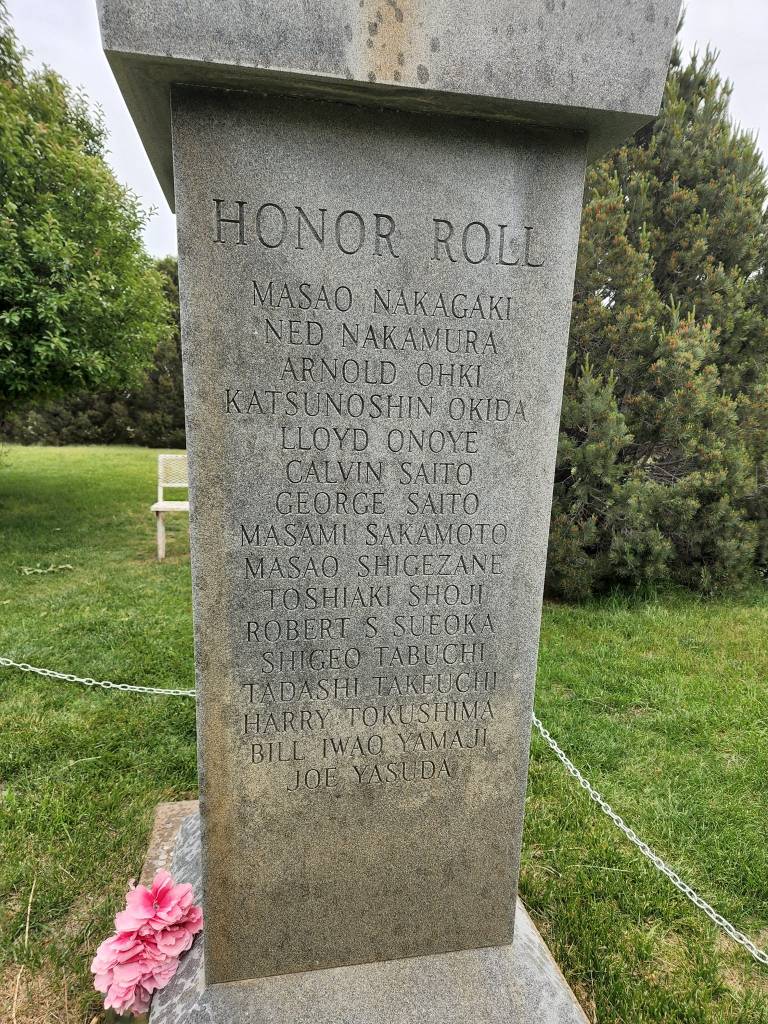 HONOR ROLL
MASAO NAKAGAKI
NED NAKAMURA
ARNOLD OHKI
KATSUNOSHIN OKIDA
LLOYD ONOYE
CALVIN SAITO
GEORGE SAITO
MASAMI SAKAMOTO
MASAO SHIGEZANE
TOSHIAKI SHOJI
ROBERT S SUEOKA
SHIGEO TABUCHI
TADASHI TAKEUCHI
HARRY TOKUSHIMA
BILL IWAO YAMAJI
JOE YASUDA